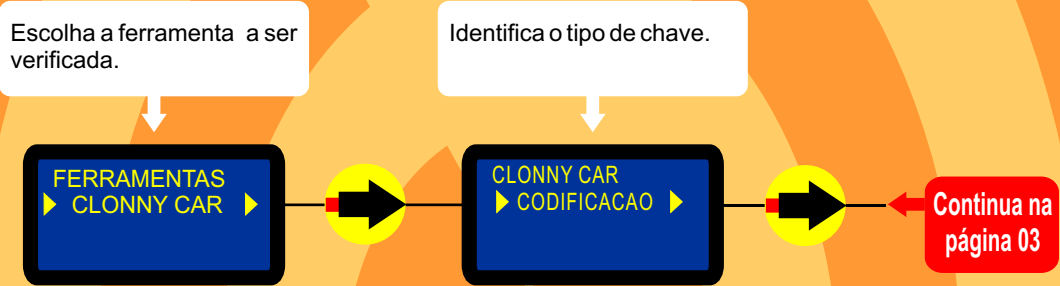 Escolha a ferramenta a ser
verificada.
Identifica o tipo de chave.
FERRAMENTAS
CLONNY CAR
CLONNY CAR
CODIFICACAO
Continua na
página 03